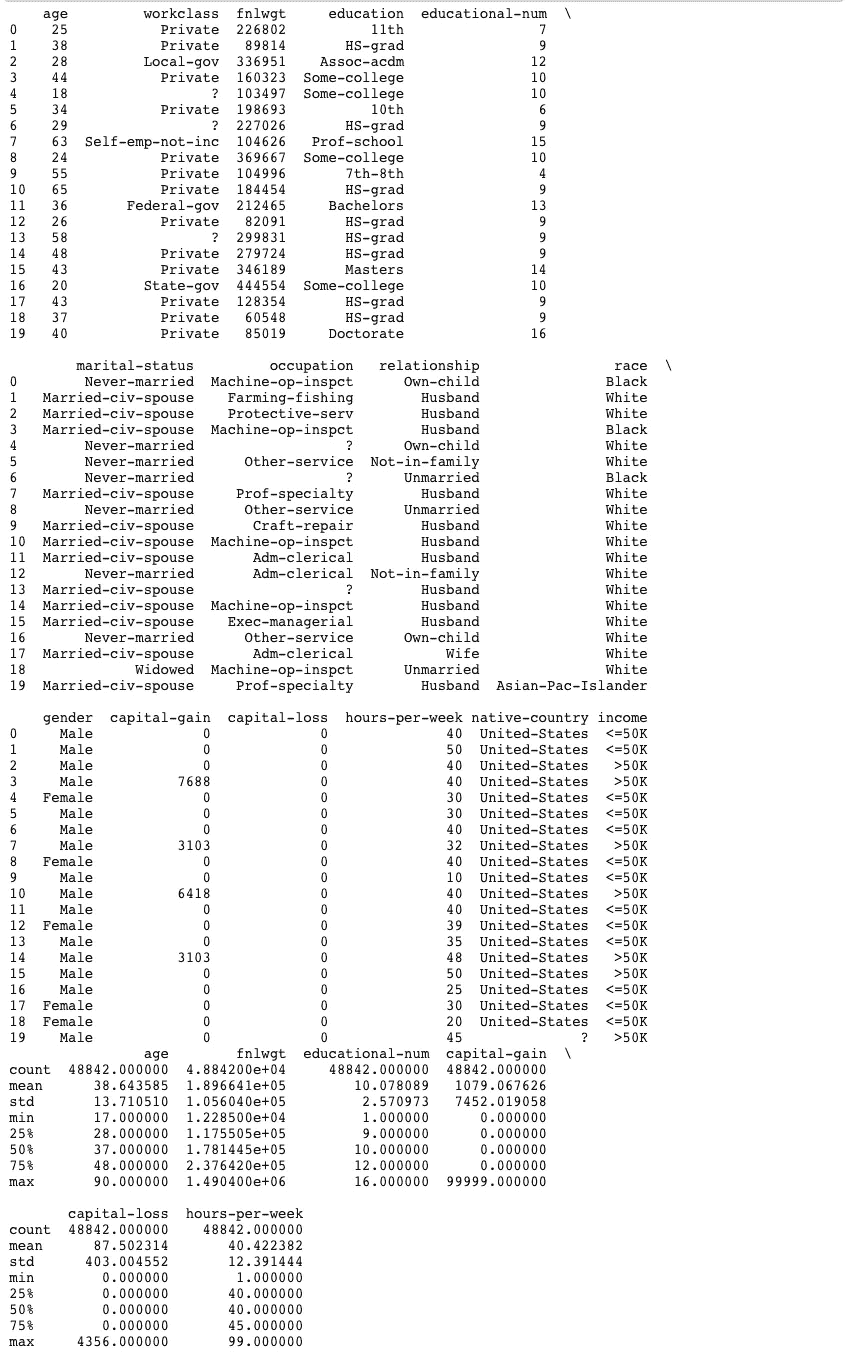 age workclass fnlwgt education educational-num \
0 25 Private 226802 11th 7
1 38 Private 89814 HS-grad 9
2 28 Local-gov 336951 Assoc-acdm 12
3 44 Private 160323 Some-college 10
4 18 ? 103497 Some-college 10
5 34 Private 198693 10th 6
6 29 ? 227026 HS-grad 9
7 63 Self-emp-not-inc 104626 Prof-school 15
8 24 Private 369667 Some-college 10
9 55 Private 104996 7th-8th 4
10 65 Private 184454 HS-grad 9
11 36 Federal-gov 212465 Bachelors 13
12 26 Private 82091 HS-grad 9
13 58 ? 299831 HS-grad 9
14 48 Private 279724 HS-grad 9
15 43 Private 346189 Masters 14
16 20 State-gov 444554 Some-college 10
17 43 Private 128354 HS-grad 9
18 37 Private 60548 HS-grad 9
19 40 Private 85019 Doctorate 16
marital-status occupation relationship race \
0 Never-married Machine-op-inspct Own-child Black
1 Married-civ-spouse Farming-fishing Husband White
2 Married-civ-spouse Protective-serv Husband White
3 Married-civ-spouse Machine-op-inspct Husband Black
4 Never-married ? Own-child White
5 Never-married Other-service Not-in-family White
6 Never-married ? Unmarried Black
7 Married-civ-spouse Prof-specialty Husband White
8 Never-married Other-service Unmarried White
9 Married-civ-spouse Craft-repair Husband White
10 Married-civ-spouse Machine-op-inspct Husband White
11 Married-civ-spouse Adm-clerical Husband White
12 Never-married Adm-clerical Not-in-family White
13 Married-civ-spouse ? Husband White
14 Married-civ-spouse Machine-op-inspct Husband White
15 Married-civ-spouse Exec-managerial Husband White
16 Never-married Other-service Own-child White
17 Married-civ-spouse Adm-clerical Wife White
18 Widowed Machine-op-inspct Unmarried White
19 Married-civ-spouse Prof-specialty Husband Asian-Pac-Islander
gender capital-gain capital-loss hours-per-week native-country income
0 Male 0 0 40 United-States <=50K
1 Male 0 0 50 United-States <=50K
2 Male 0 0 40 United-States >50K
3 Male 7688 0 40 United-States >50K
4 Female 0 0 30 United-States <=50K
5 Male 0 0 30 United-States <=50K
6 Male 0 0 40 United-States <=50K
7 Male 3103 0 32 United-States >50K
8 Female 0 0 40 United-States <=50K
9 Male 0 0 10 United-States <=50K
10 Male 6418 0 40 United-States >50K
11 Male 0 0 40 United-States <=50K
12 Female 0 0 39 United-States <=50K
13 Male 0 0 35 United-States <=50K
14 Male 3103 0 48 United-States >50K
15 Male 0 0 50 United-States >50K
16 Male 0 0 25 United-States <=50K
17 Female 0 0 30 United-States <=50K
18 Female 0 0 20 United-States <=50K
19 Male 0 0 45 ? >50K
age fnlwgt educational-num capital-gain \
count 48842.000000 4.884200e+04 48842.000000 48842.000000
mean 38.643585 1.896641e+05 10.078089 1079.067626
std 13.710510 1.056040e+05 2.570973 7452.019058
min 17.000000 1.228500e+04 1.000000 0.000000
25% 28.000000 1.175505e+05 9.000000 0.000000
50% 37.000000 1.781445e+05 10.000000 0.000000
75% 48.000000 2.376420e+05 12.000000 0.000000
max 90.000000 1.490400e+06 16.000000 99999.000000
capital-loss hours-per-week
count 48842.000000 48842.000000
mean 87.502314 40.422382
std 403.004552 12.391444
min 0.000000 1.000000
25% 0.000000 40.000000
50% 0.000000 40.000000
75% 0.000000 45.000000
max 4356.000000 99.000000